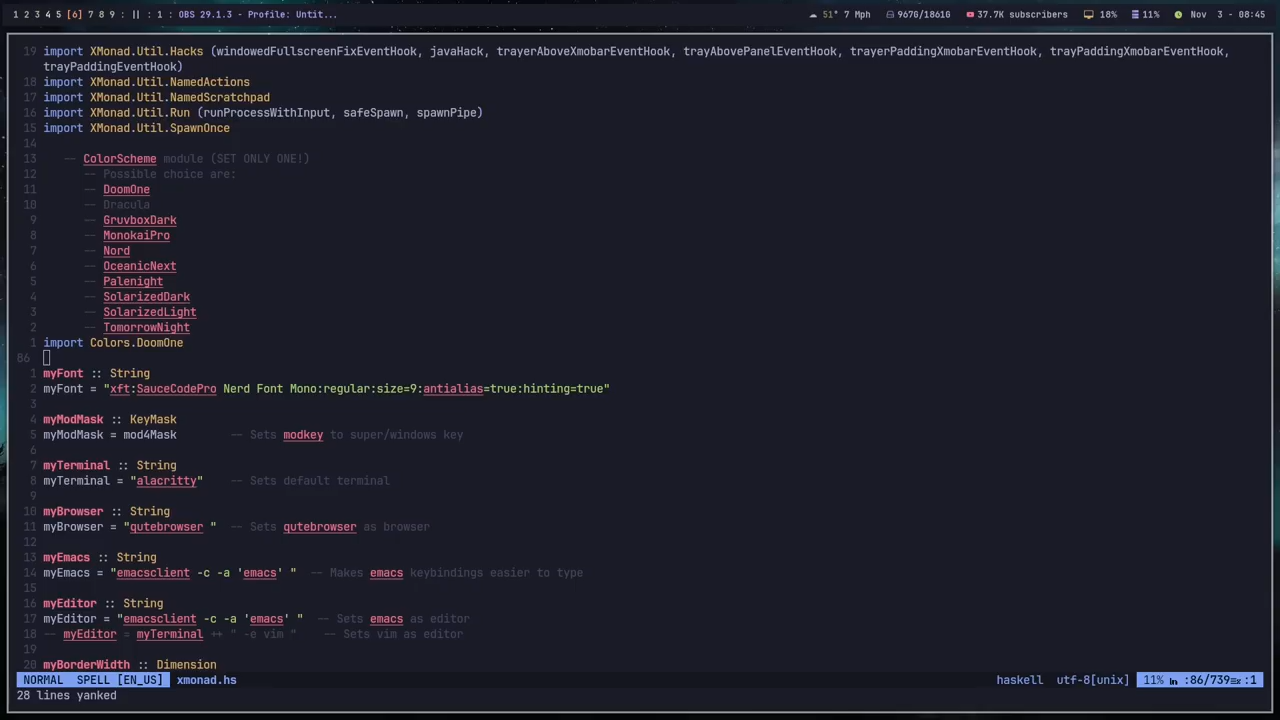 1 2 3 4 5 [6] 7 8 9 : || : 1 : OBS 29.1.3 - Profile: Untit...
51° 7 Mph 967G/1861G 37.7K subscribers 18% 11% Nov 3 - 08:45
19 import XMonad.Util.Hacks (windowedFullscreenFixEventHook, javaHack, trayerAboveXmobarEventHook, trayAbovePanelEventHook, trayerPaddingXmobarEventHook, trayPaddingXmobarEventHook,
trayPaddingEventHook)
18 import XMonad.Util.NamedActions
17 import XMonad.Util.NamedScratchpad
16 import XMonad.Util.Run (runProcessWithInput, safeSpawn, spawnPipe)
15 import XMonad.Util.SpawnOnce
14
13 -- ColorScheme module (SET ONLY ONE!)
12 -- Possible choice are:
11 -- DoomOne
10 -- Dracula
9 -- GruvboxDark
8 -- MonokaiPro
7 -- Nord
6 -- OceanicNext
5 -- Palenight
4 -- SolarizedDark
3 -- SolarizedLight
2 -- TomorrowNight
1 import Colors.DoomOne
86
1 myFont :: String
2 myFont = "xft:SauceCodePro Nerd Font Mono:regular:size=9:antialias=true:hinting=true"
3
4 myModMask :: KeyMask
5 myModMask = mod4Mask -- Sets modkey to super/windows key
6
7 myTerminal :: String
8 myTerminal = "alacritty" -- Sets default terminal
9
10 myBrowser :: String
11 myBrowser = "qutebrowser " -- Sets qutebrowser as browser
12
13 myEmacs :: String
14 myEmacs = "emacsclient -c -a 'emacs' " -- Makes emacs keybindings easier to type
15
16 myEditor :: String
17 myEditor = "emacsclient -c -a 'emacs' " -- Sets emacs as editor
18 -- myEditor = myTerminal ++ " -e vim " -- Sets vim as editor
19
20 myBorderWidth :: Dimension
NORMAL SPELL [EN_US] xmonad.hs haskell utf-8[unix] 11% ln :86/739≡:1
28 lines yanked